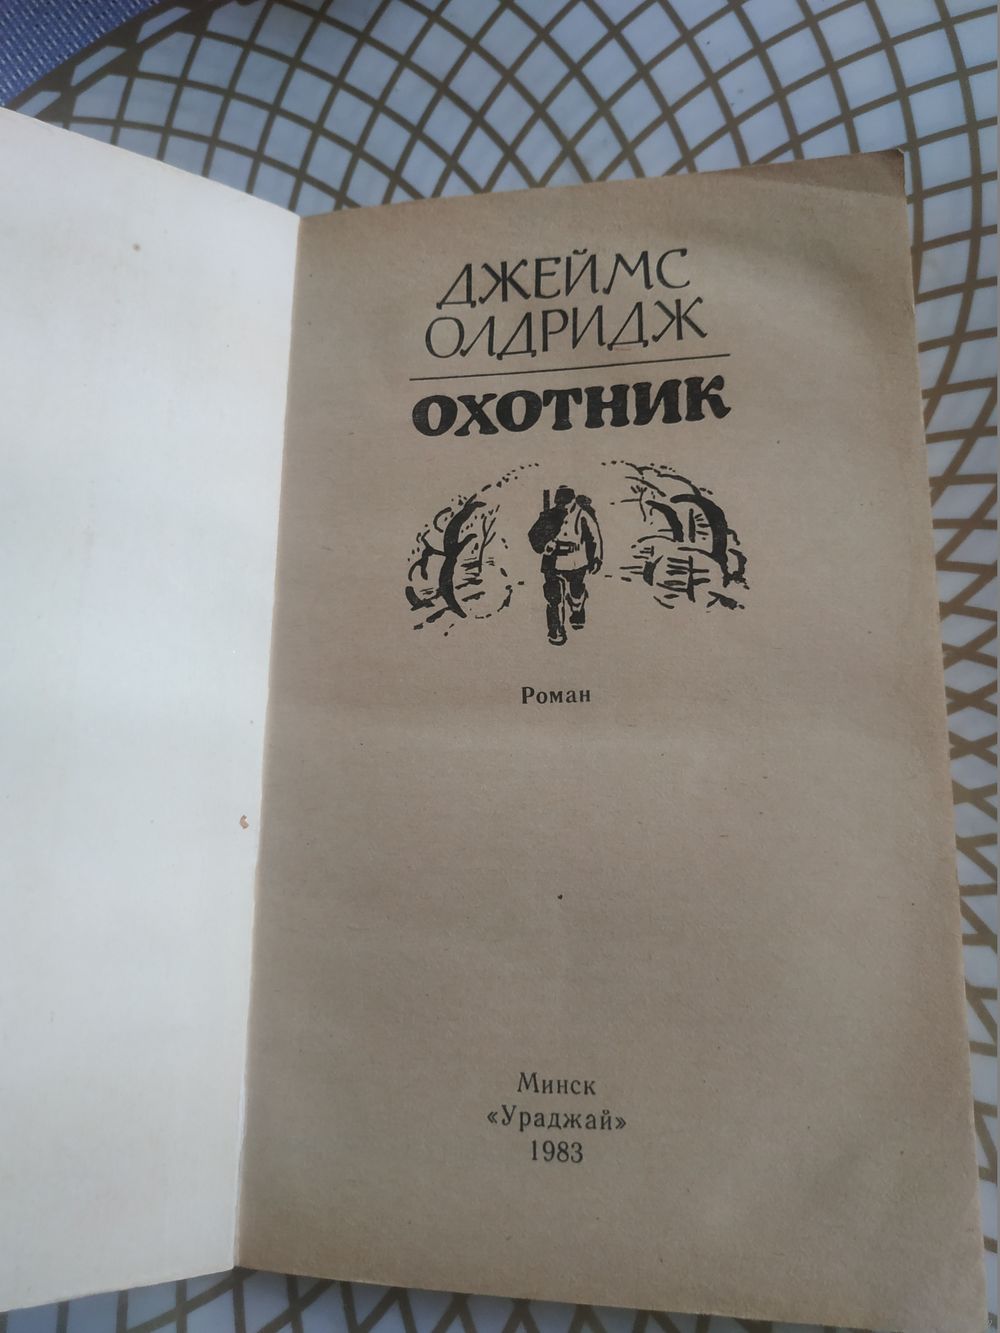 ДЖЕЙМС
ОЛДРИДЖ
ОХОТНИК
Роман
Минск
«Ураджай»
1983